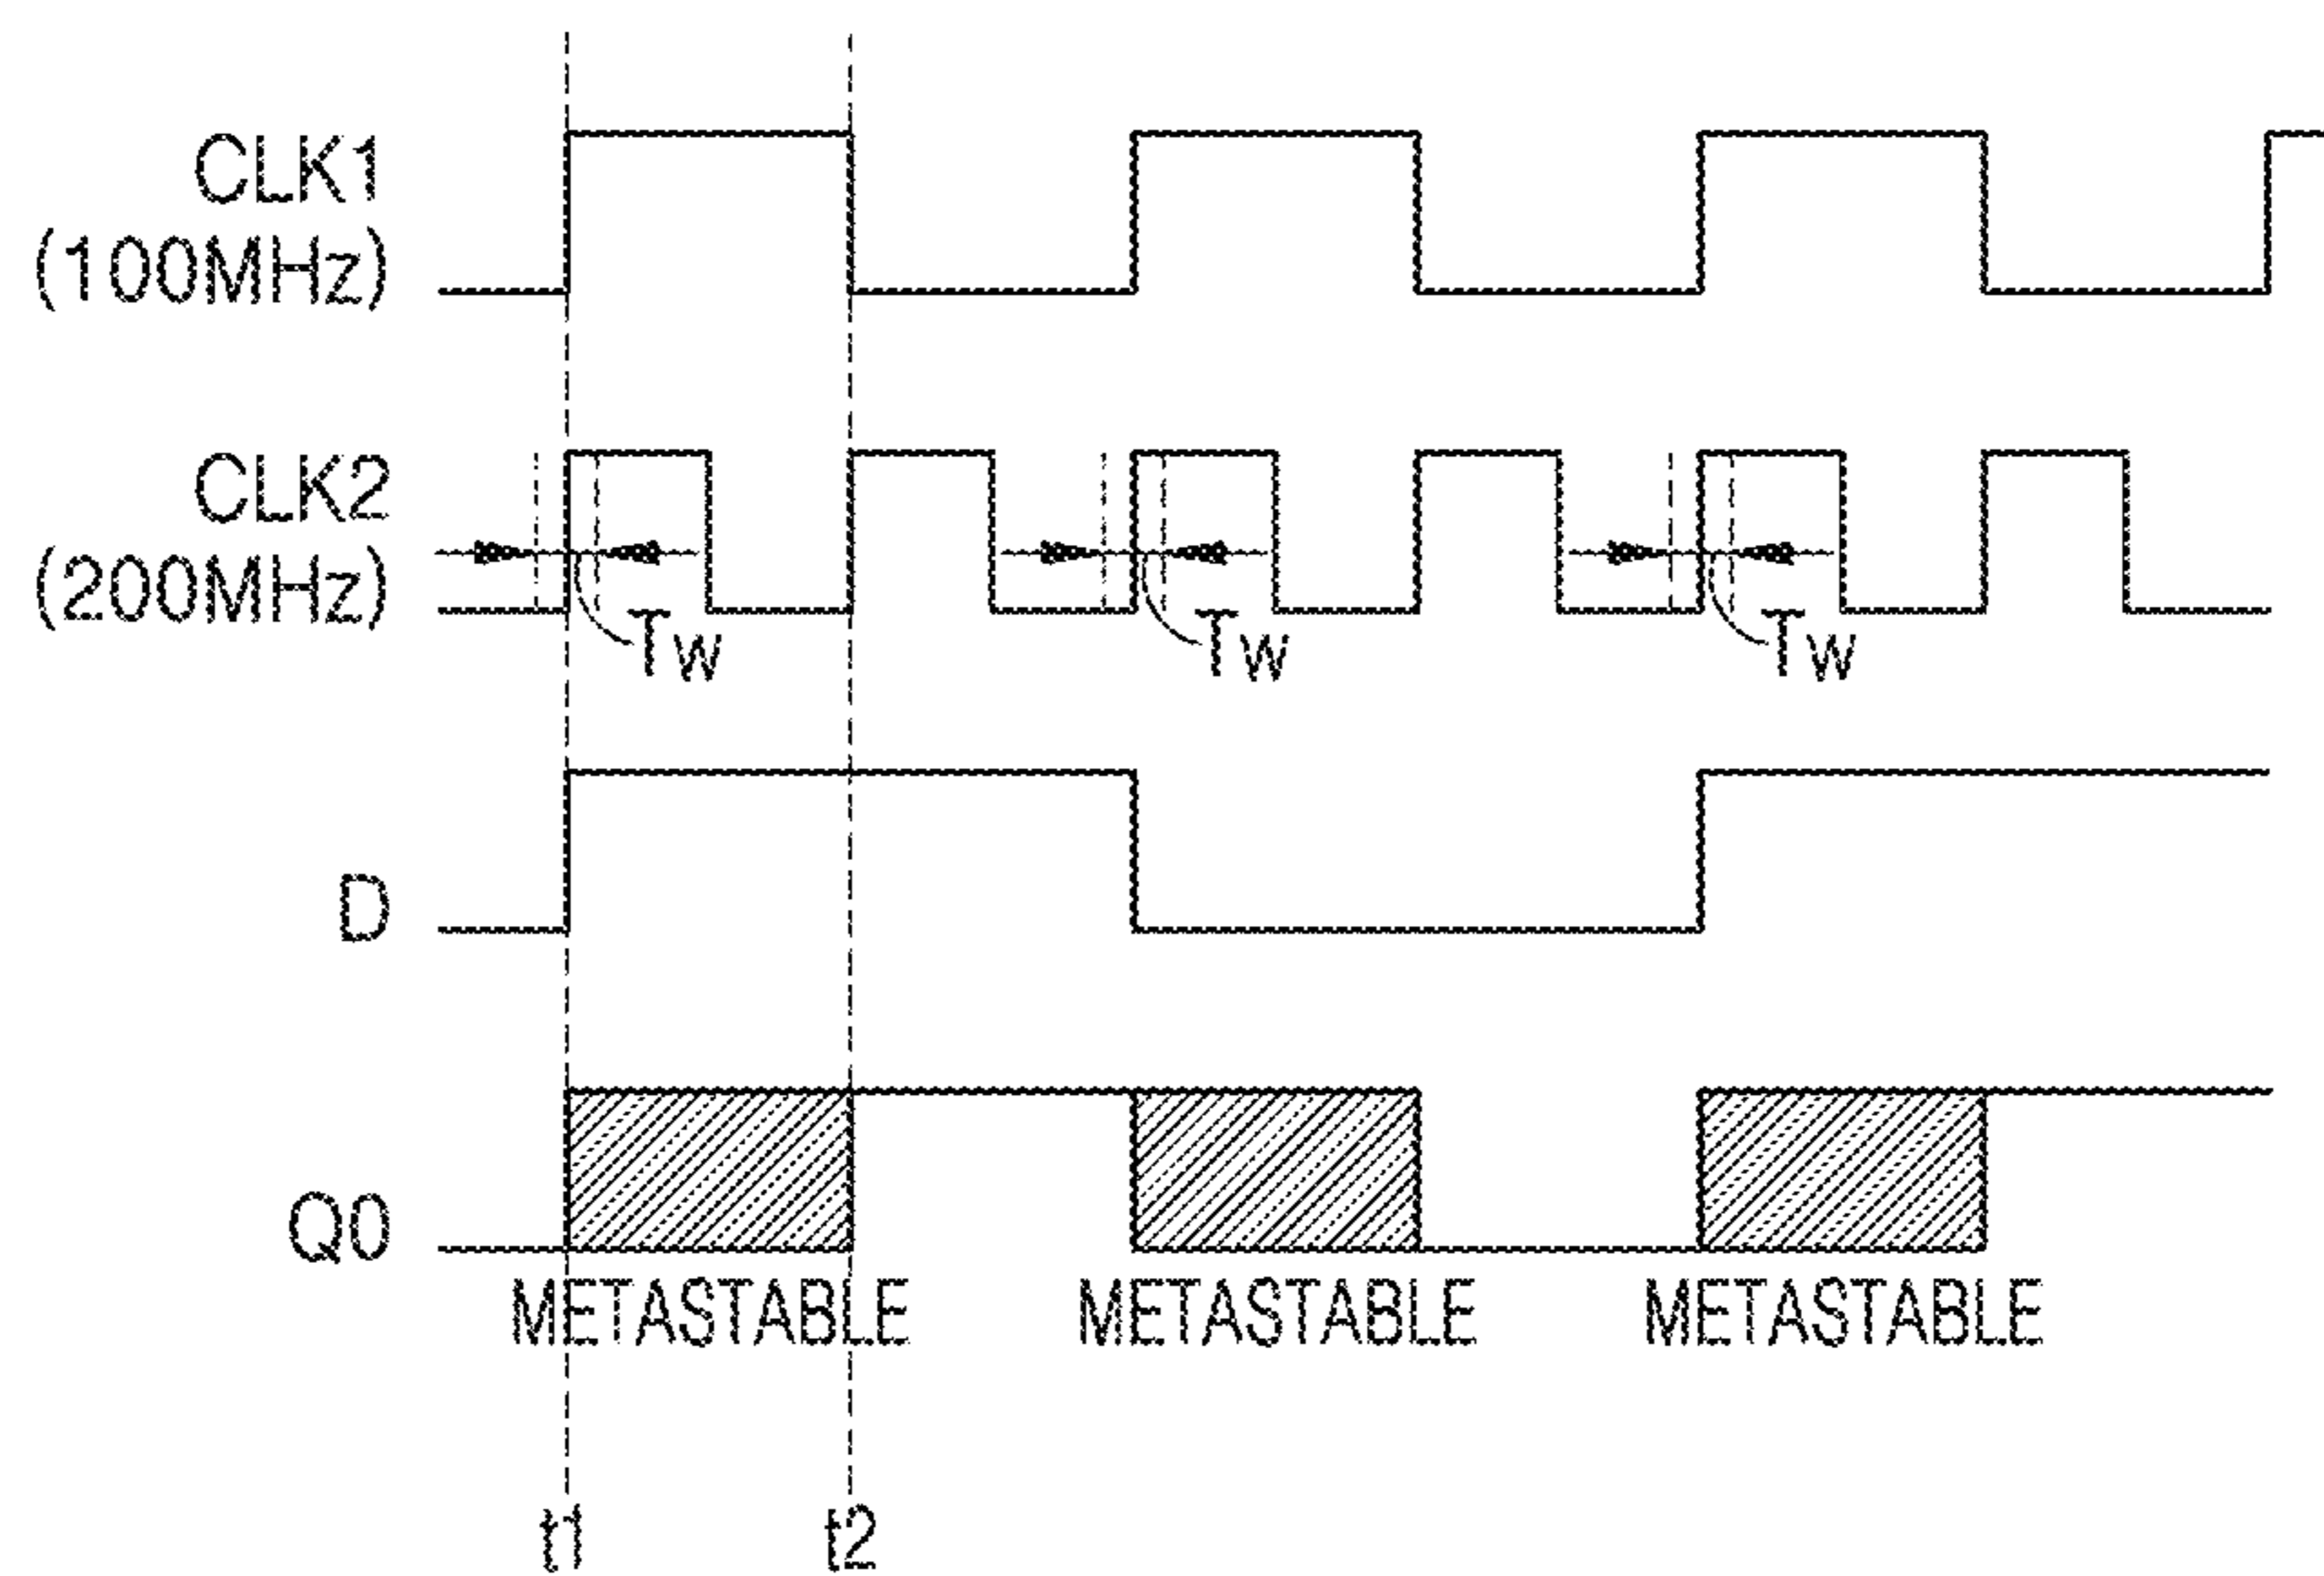 CLK1
(100MHz)
CLK2
(200MHz)
Tw Tw Tw
D
Q0
METASTABLE METASTABLE METASTABLE
t1 t2